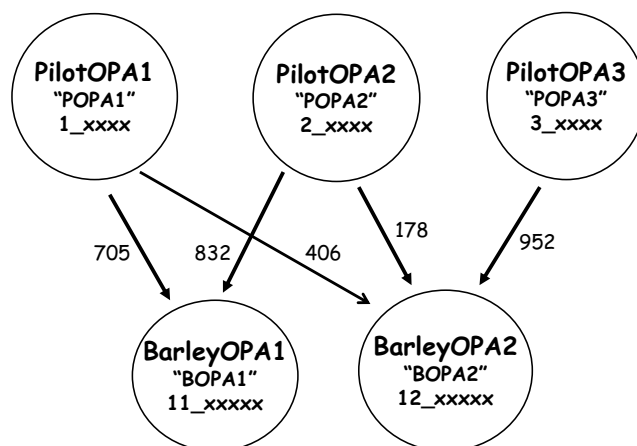 PilotOPA1
“POPA1”
1_xxxx
PilotOPA2
“POPA2”
2_xxxx
PilotOPA3
“POPA3”
3_xxxx
705
832
406
178
952
BarleyOPA1
“BOPA1”
11_xxxxx
BarleyOPA2
“BOPA2”
12_xxxxx